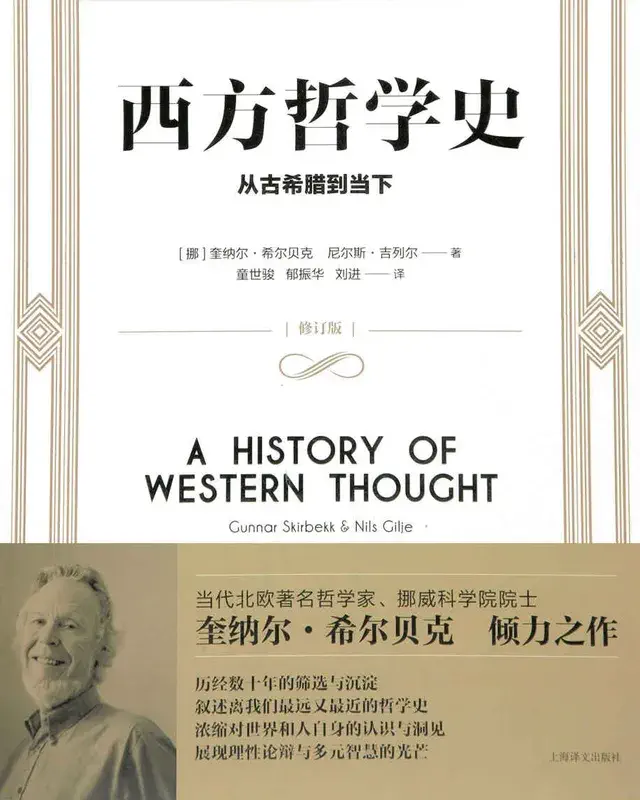 西方哲学史
从古希腊到当下
[挪]奎纳尔·希尔贝克 尼尔斯·吉列尔——著
童世骏 郁振华 刘进——译
|修订版|
A HISTORY OF
WESTERN THOUGHT
Gunnar Skirbekk & Nils Gilje
当代北欧著名哲学家、挪威科学院院士
奎纳尔·希尔贝克 倾力之作
历经数十年的筛选与沉淀
叙述离我们最远又最近的哲学史
浓缩对世界和人自身的认识与洞见
展现理性论辩与多元智慧的光芒
上海译文出版社